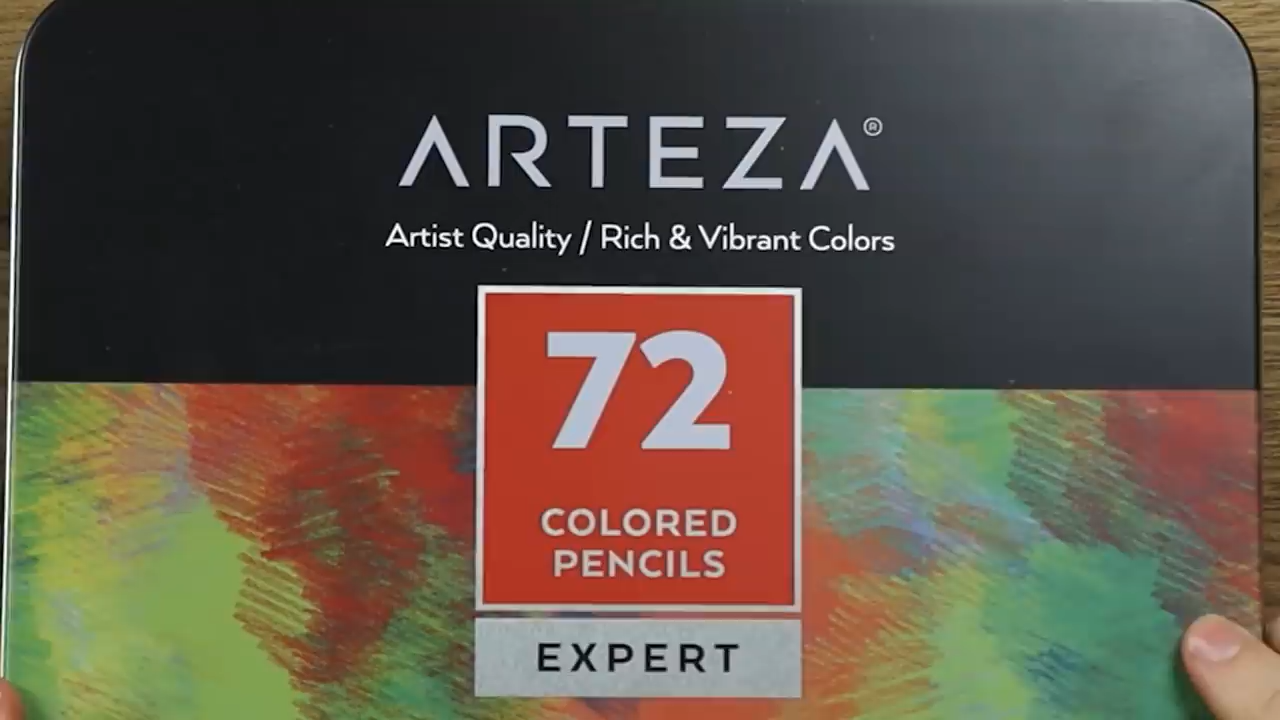 ARTEZA®
Artist Quality / Rich & Vibrant Colors
72
COLORED
PENCILS
EXPERT